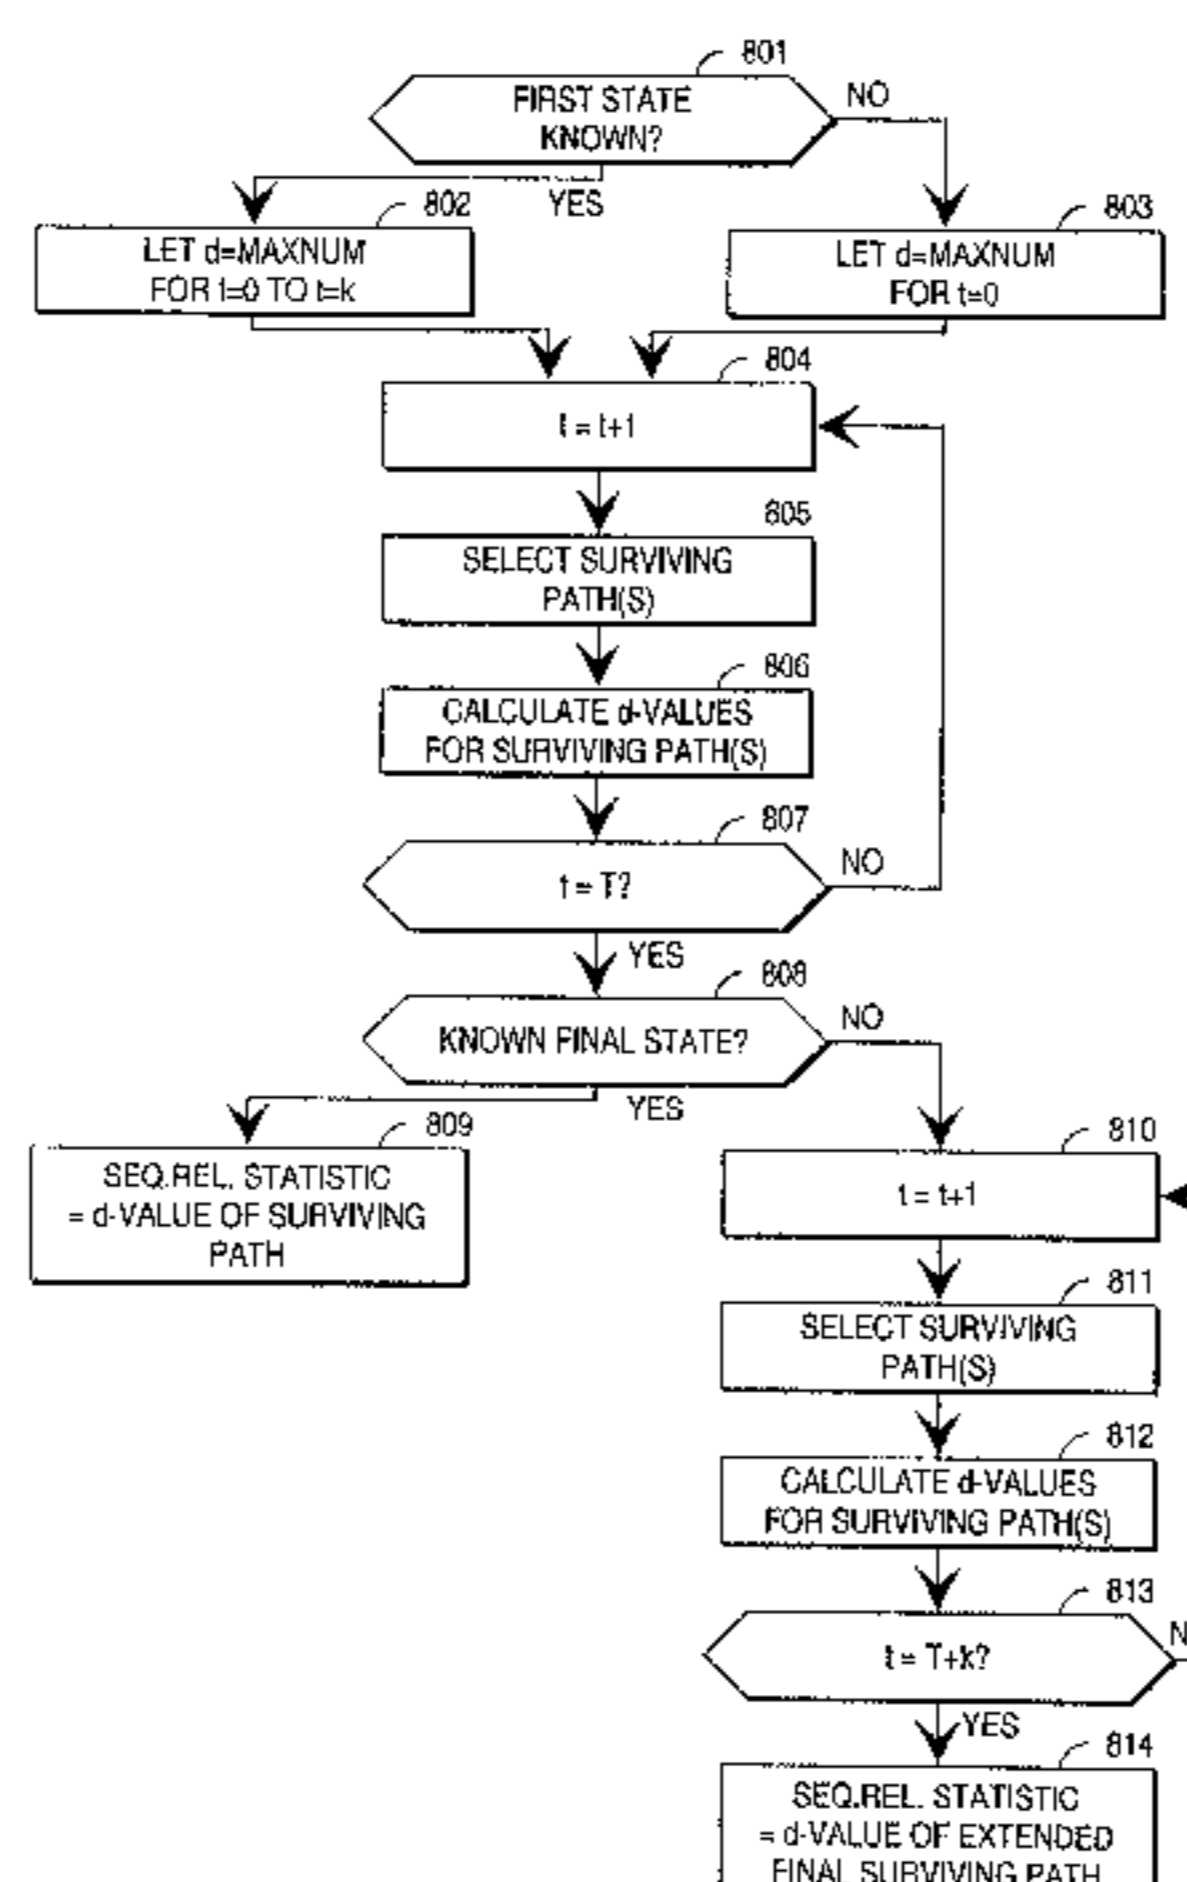 801
FIRST STATE
KNOWN?
NO
YES
802
LET d=MAXNUM
FOR t=0 TO t=k
803
LET d=MAXNUM
FOR t=0
804
t = t+1
805
SELECT SURVIVING
PATH(S)
806
CALCULATE d-VALUES
FOR SURVIVING PATH(S)
807
t = T?
NO
YES
808
KNOWN FINAL STATE?
NO
YES
809
SEQ.REL. STATISTIC
= d-VALUE OF SURVIVING
PATH
810
t = t+1
811
SELECT SURVIVING
PATH(S)
812
CALCULATE d-VALUES
FOR SURVIVING PATH(S)
813
t = T+k?
YES
814
SEQ.REL. STATISTIC
= d-VALUE OF EXTENDED
FINAL SURVIVING PATH